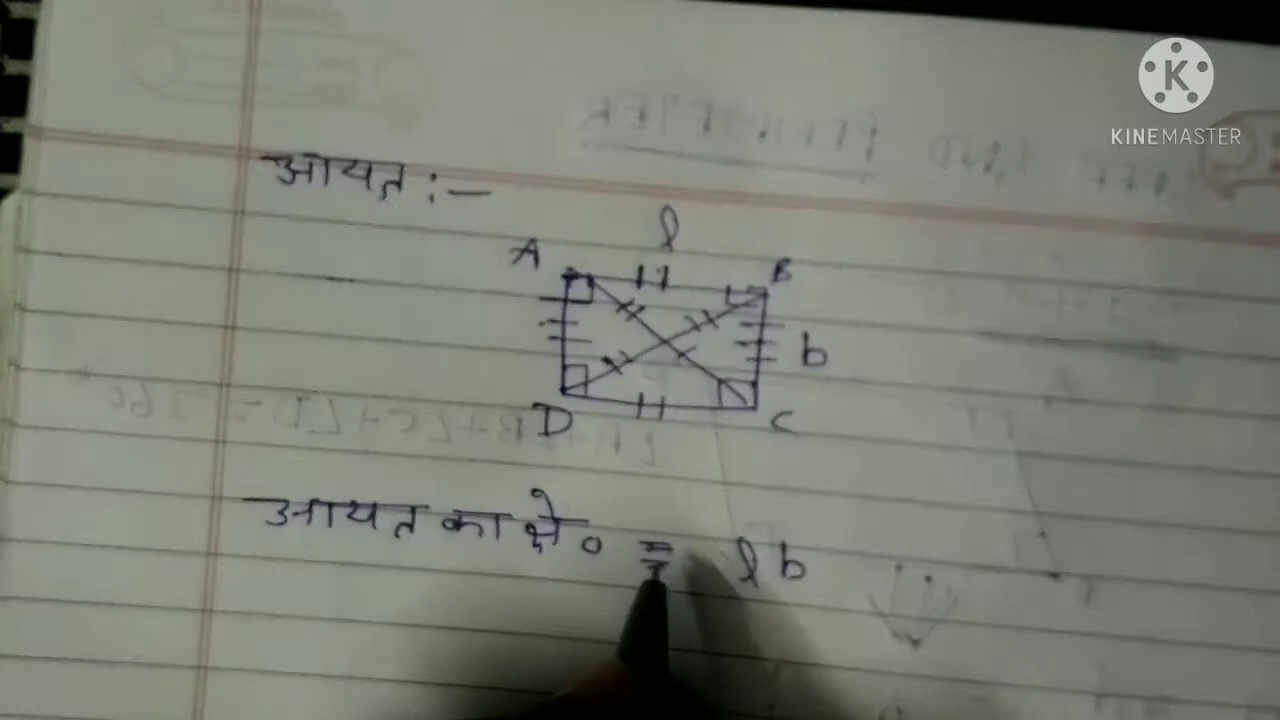 KINEMASTER
आयत :-
l
A B
b
D C
आयत का क्षे० = lb